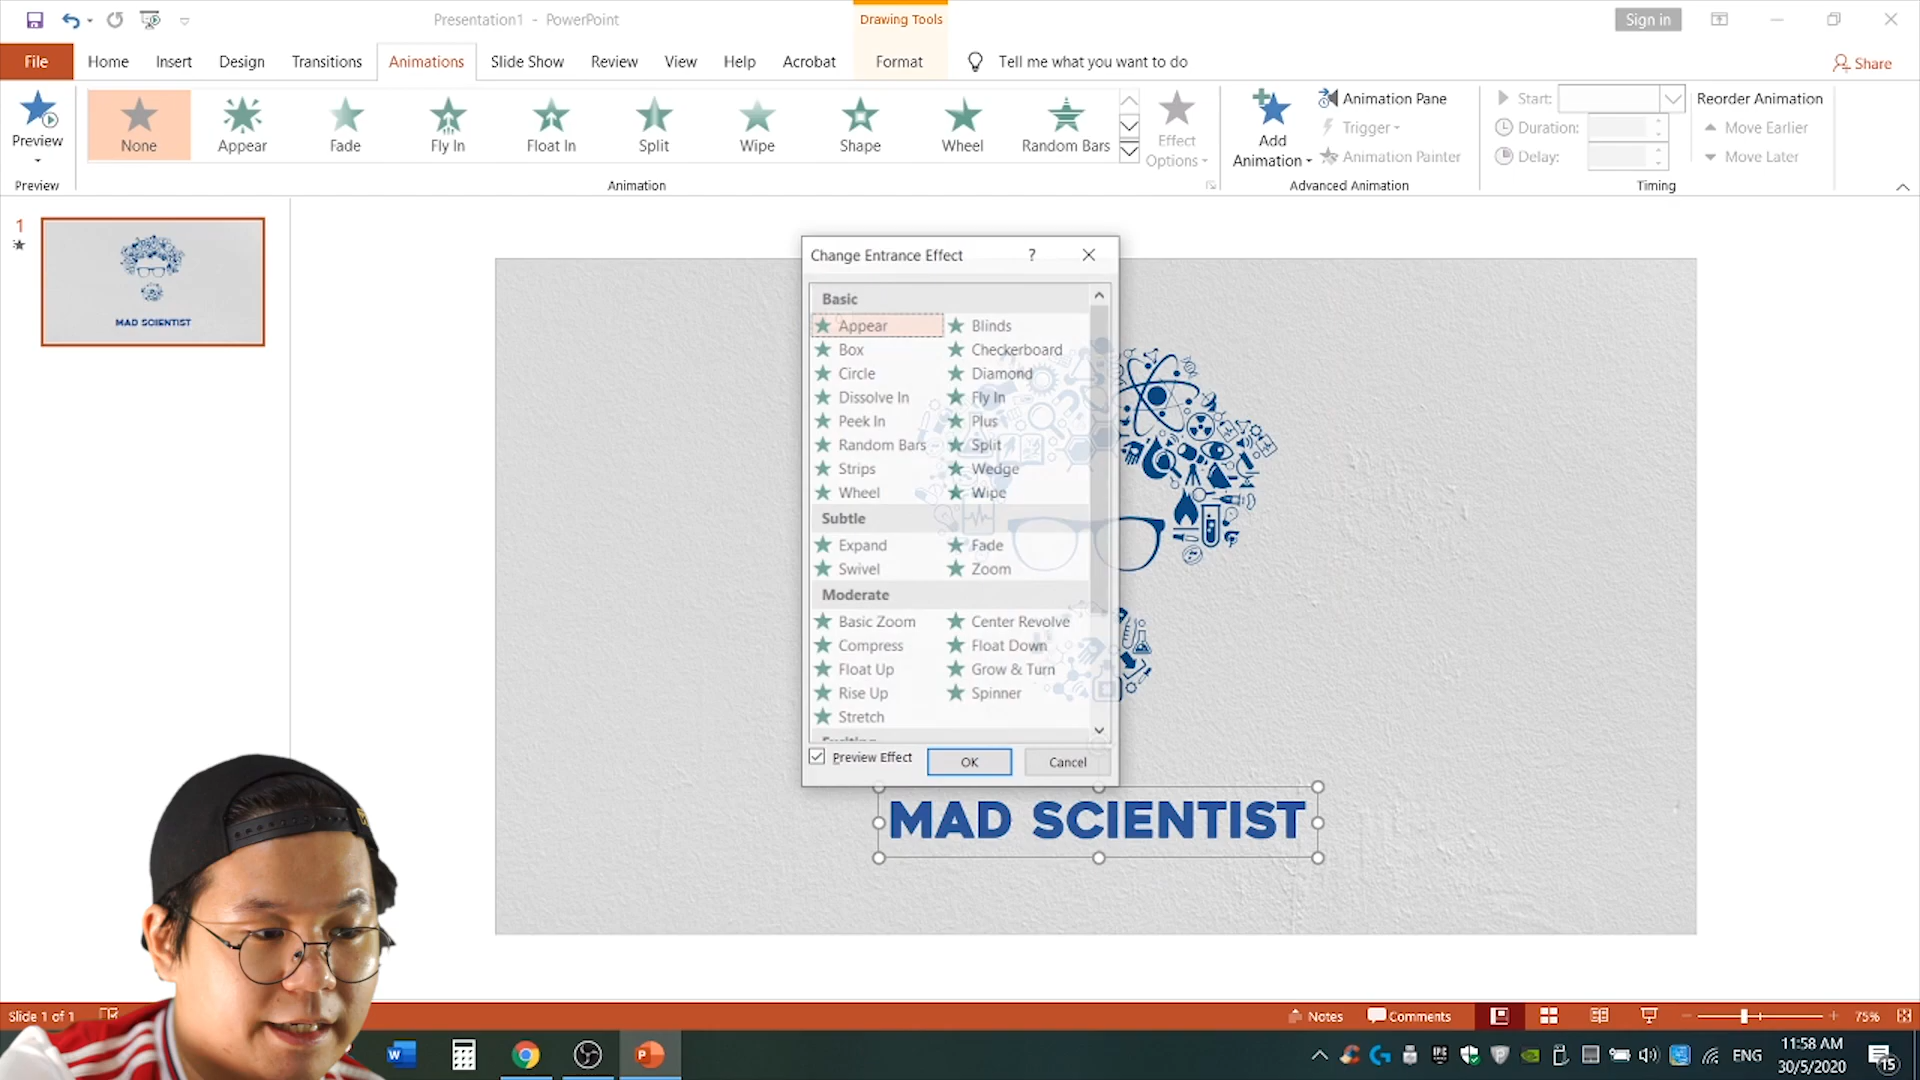 Presentation1 - PowerPoint
Drawing Tools
Sign in
File
Home
Insert
Design
Transitions
Animations
Slide Show
Review
View
Help
Acrobat
Format
Tell me what you want to do
Share
Preview
None
Appear
Fade
Fly In
Float In
Split
Wipe
Shape
Wheel
Random Bars
Effect
Options
Add
Animation
Animation Pane
Trigger
Animation Painter
Start:
Duration:
Delay:
Reorder Animation
Move Earlier
Move Later
Preview
Animation
Advanced Animation
Timing
1
MAD SCIENTIST
Change Entrance Effect
?
Basic
Appear
Blinds
Box
Checkerboard
Circle
Diamond
Dissolve In
Fly In
Peek In
Plus
Random Bars
Split
Strips
Wedge
Wheel
Wipe
Subtle
Expand
Fade
Swivel
Zoom
Moderate
Basic Zoom
Center Revolve
Compress
Float Down
Float Up
Grow & Turn
Rise Up
Spinner
Stretch
Exciting
Preview Effect
OK
Cancel
MAD SCIENTIST
Slide 1 of 1
Notes
Comments
75%
ENG
11:58 AM
30/5/2020
15